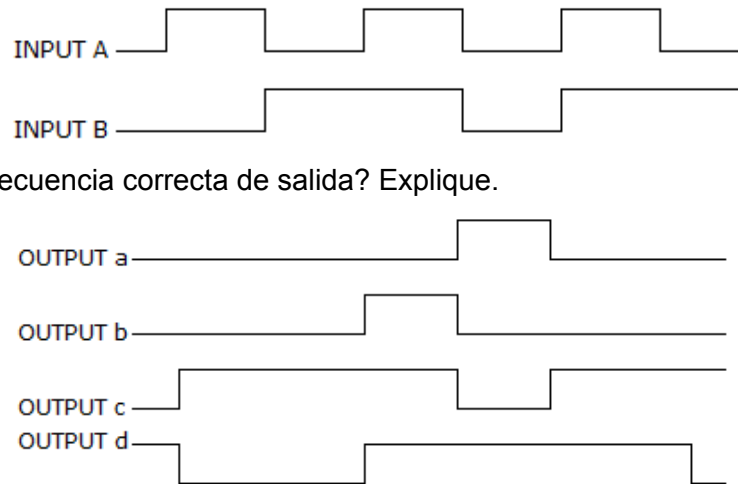 INPUT A
INPUT B
ecuencia correcta de salida? Explique.
OUTPUT a
OUTPUT b
OUTPUT c
OUTPUT d